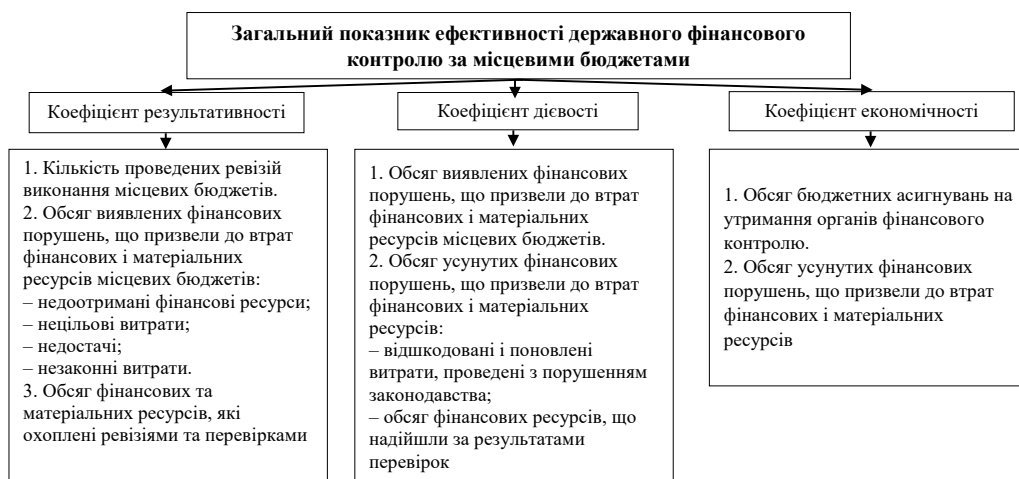 Загальний показник ефективності державного фінансового
контролю за місцевими бюджетами
Коефіцієнт результативності
Коефіцієнт дієвості
Коефіцієнт економічності
1. Кількість проведених ревізій
виконання місцевих бюджетів.
2. Обсяг виявлених фінансових
порушень, що призвели до втрат
фінансових і матеріальних
ресурсів місцевих бюджетів:
– недоотримані фінансові ресурси;
– нецільові витрати;
– недостачі;
– незаконні витрати.
3. Обсяг фінансових та
матеріальних ресурсів, які
охоплені ревізіями та перевірками
1. Обсяг виявлених фінансових
порушень, що призвели до втрат
фінансових і матеріальних
ресурсів місцевих бюджетів.
2. Обсяг усунутих фінансових
порушень, що призвели до втрат
фінансових і матеріальних
ресурсів:
– відшкодовані і поновлені
витрати, проведені з порушенням
законодавства;
– обсяг фінансових ресурсів, що
надійшли за результатами
перевірок
1. Обсяг бюджетних асигнувань на
утримання органів фінансового
контролю.
2. Обсяг усунутих фінансових
порушень, що призвели до втрат
фінансових і матеріальних
ресурсів